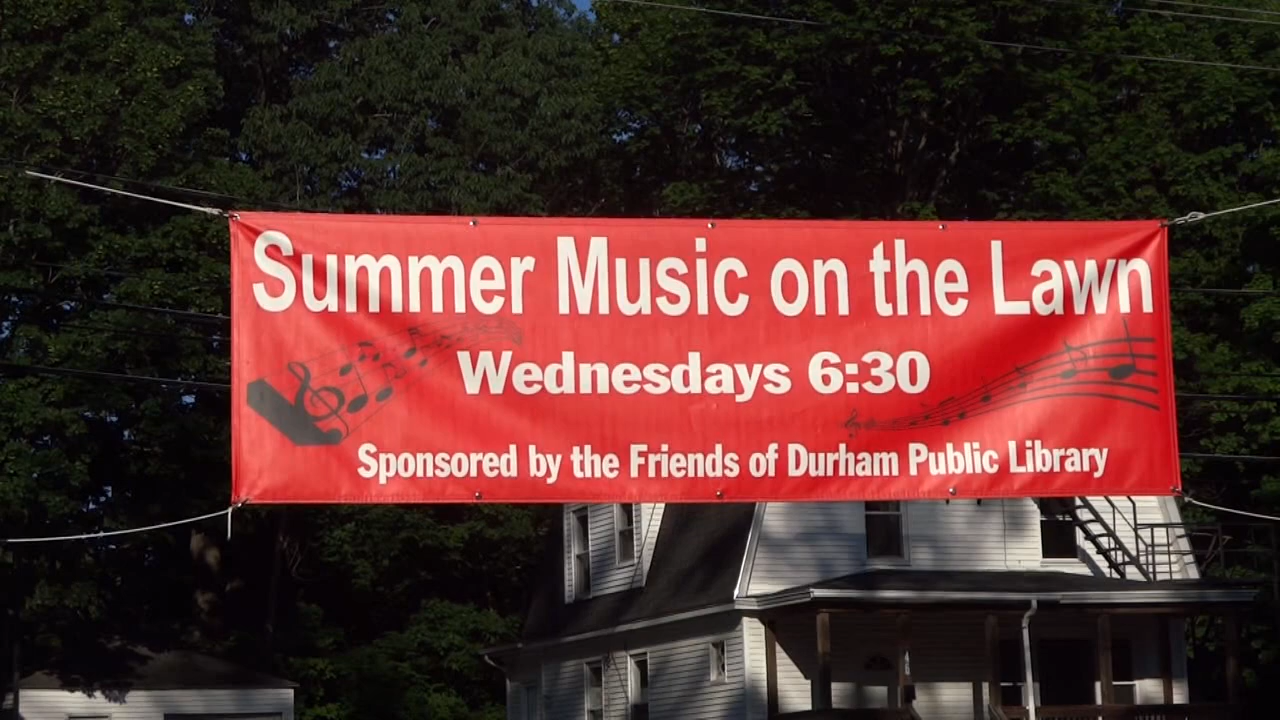 Summer Music on the Lawn
Wednesdays 6:30
Sponsored by the Friends of Durham Public Library